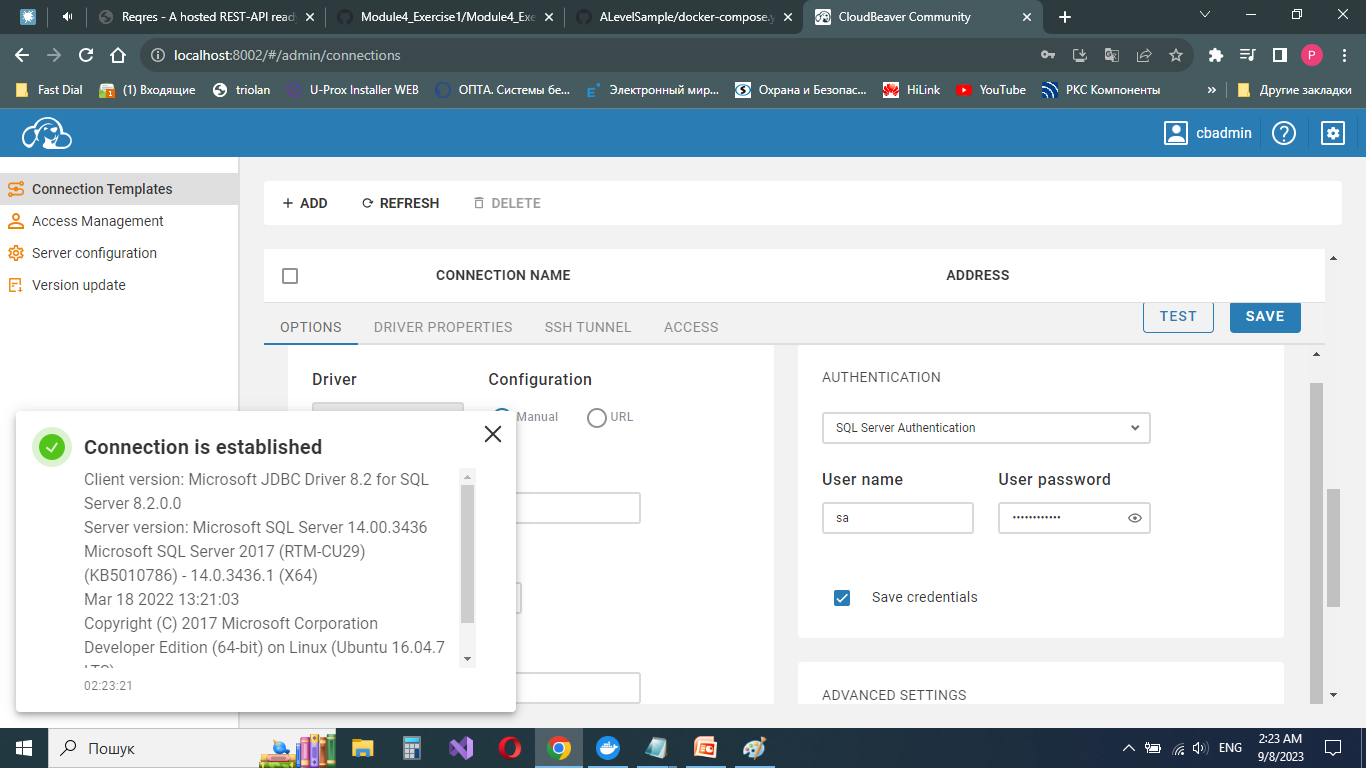 Reqres - A hosted REST-API read
Module4_Exercise1/Module4_Exe
ALevelSample/docker-compose.y
CloudBeaver Community
localhost:8002/#/admin/connections
P
Fast Dial
(1) Входящие
triolan
U-Prox Installer WEB
ОПТА. Системы бе...
Электронный мир...
Охрана и Безопас...
HiLink
YouTube
РКС Компоненты
»
Другие закладки
cbadmin
Connection Templates
Access Management
Server configuration
Version update
+ ADD
REFRESH
DELETE
CONNECTION NAME
ADDRESS
OPTIONS
DRIVER PROPERTIES
SSH TUNNEL
ACCESS
TEST
SAVE
Driver
Configuration
Manual
URL
AUTHENTICATION
SQL Server Authentication
User name
User password
sa
••••••••••••
Save credentials
ADVANCED SETTINGS
Connection is established
Client version: Microsoft JDBC Driver 8.2 for SQL
Server 8.2.0.0
Server version: Microsoft SQL Server 14.00.3436
Microsoft SQL Server 2017 (RTM-CU29)
(KB5010786) - 14.0.3436.1 (X64)
Mar 18 2022 13:21:03
Copyright (C) 2017 Microsoft Corporation
Developer Edition (64-bit) on Linux (Ubuntu 16.04.7
02:23:21
Пошук
ENG
2:23 AM
9/8/2023